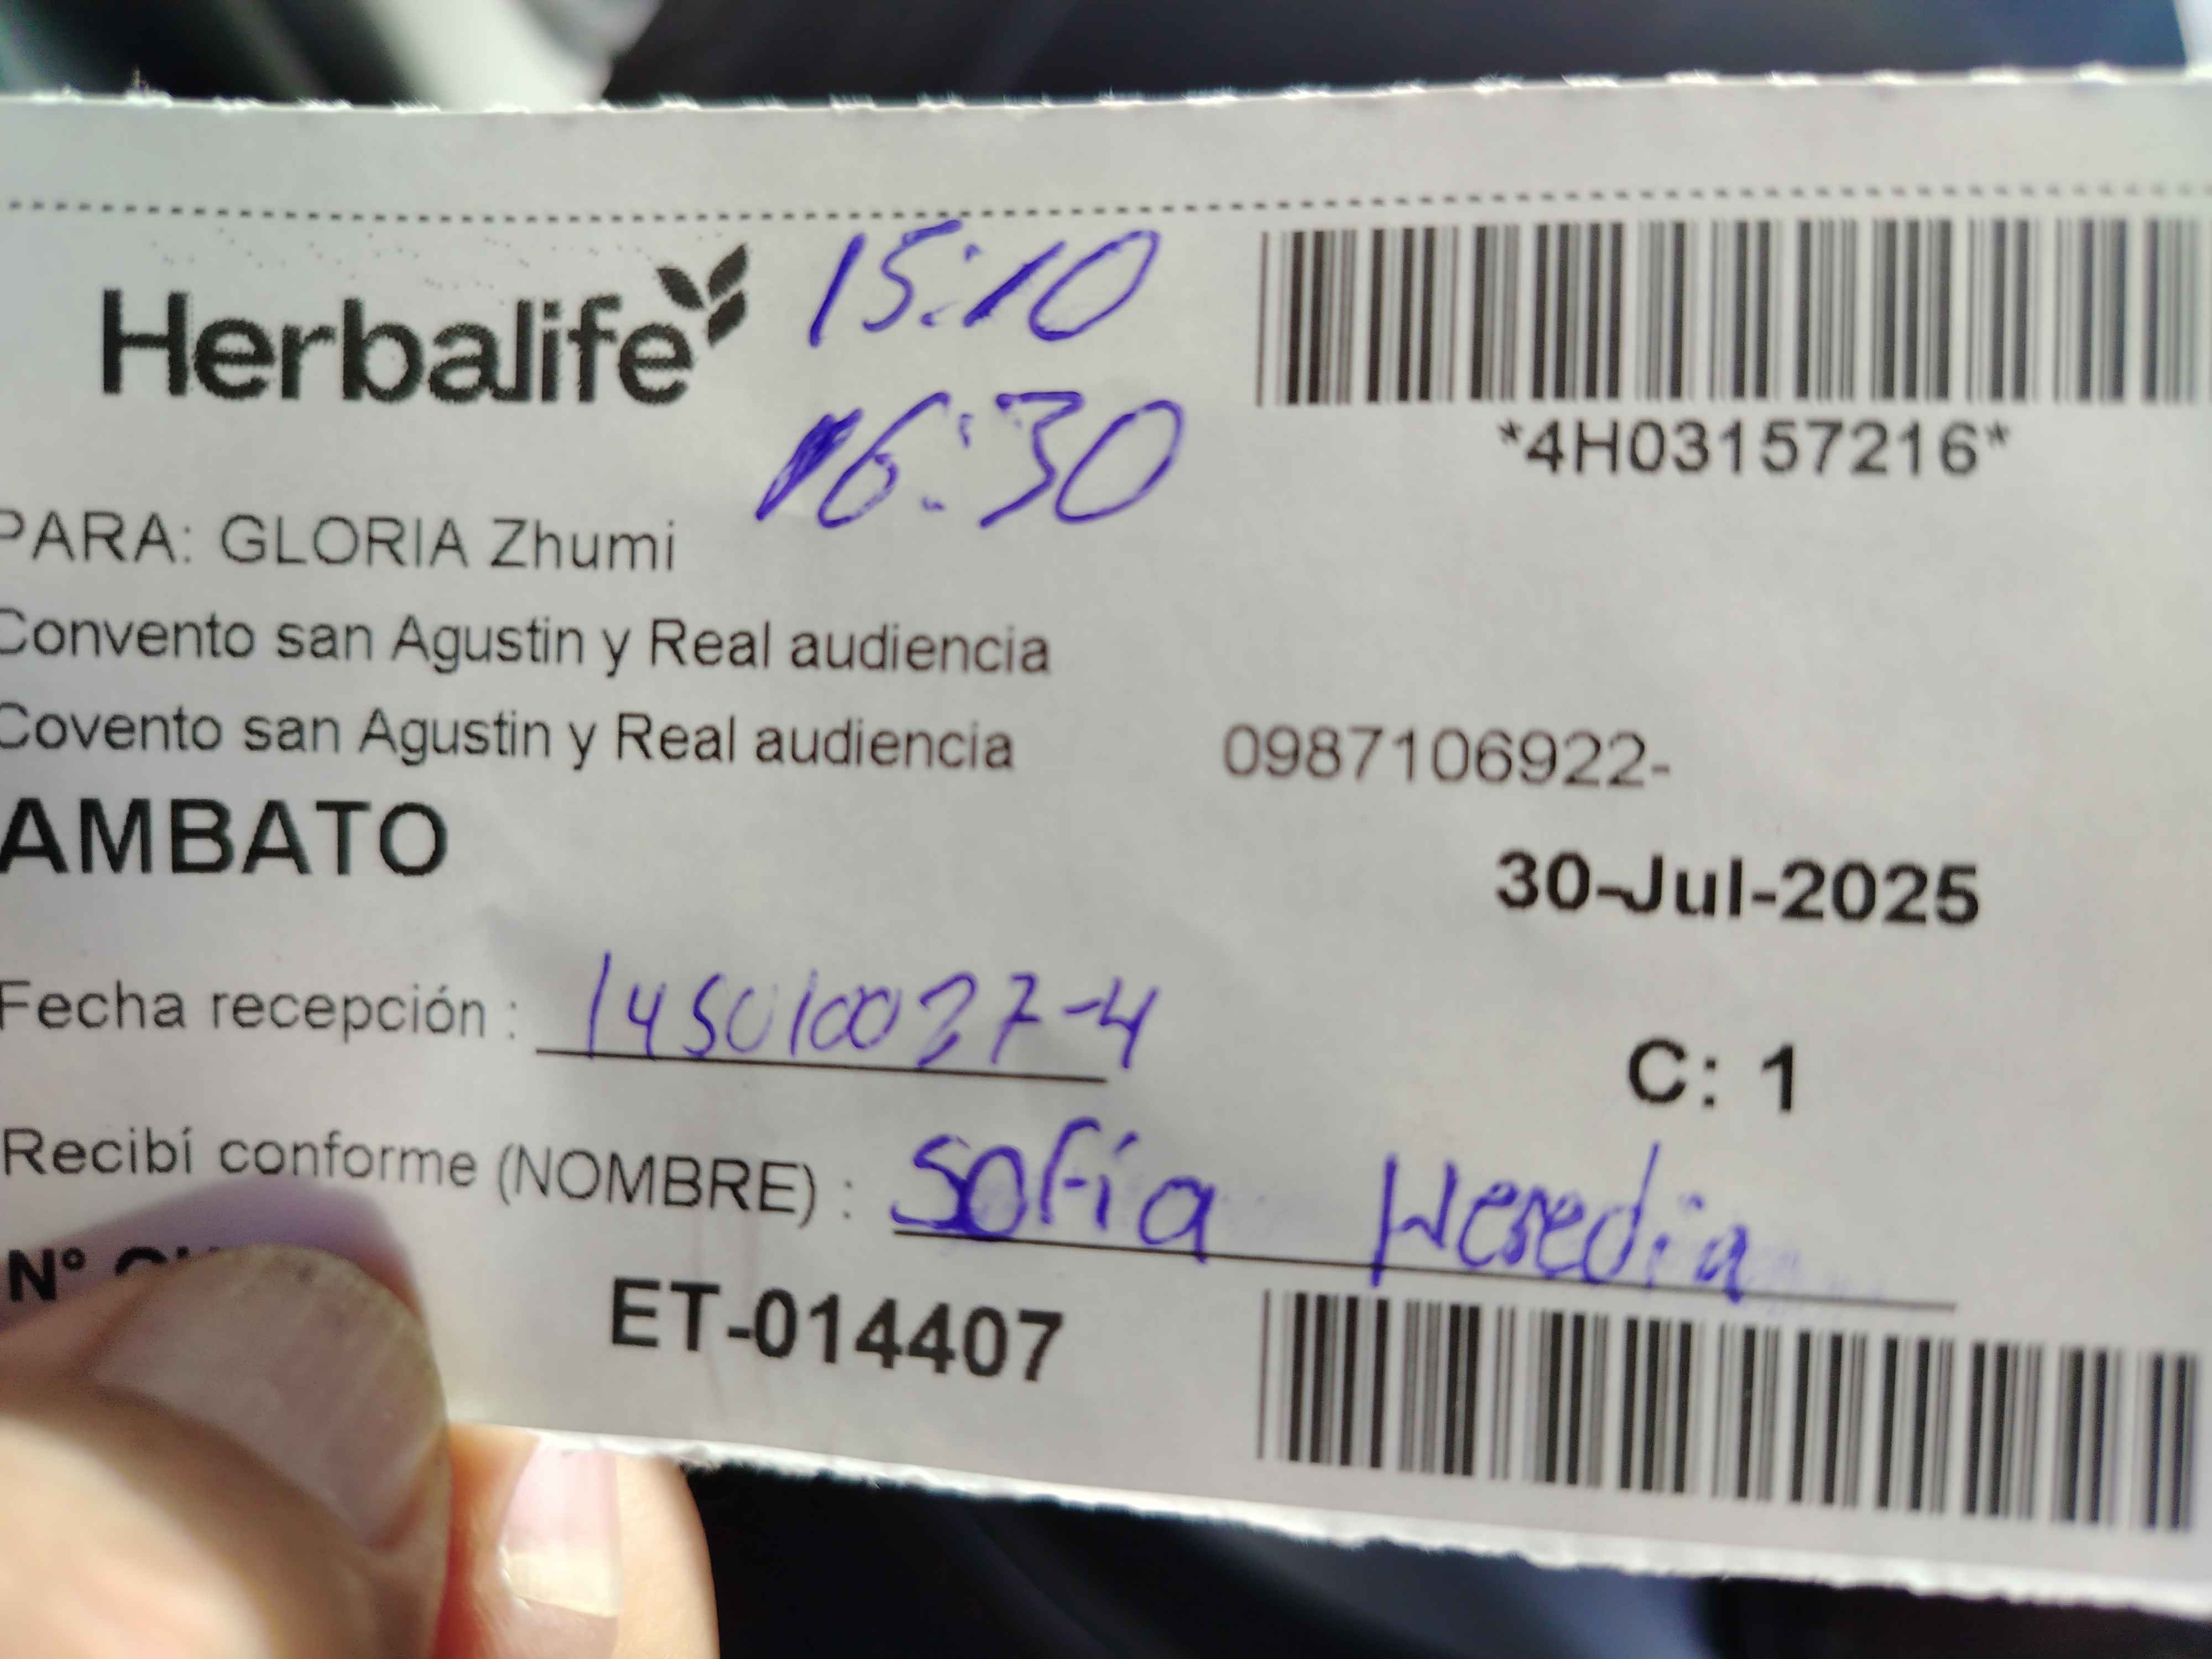 Herbalife 15:10
16:30
*4H03157216*
PARA: GLORIA Zhumi
Convento san Agustin y Real audiencia
Covento san Agustin y Real audiencia 0987106922-
AMBATO
30-Jul-2025
Fecha recepción : 145010027-4
C: 1
Recibí conforme (NOMBRE) : Sofía Heredia
N°
ET-014407